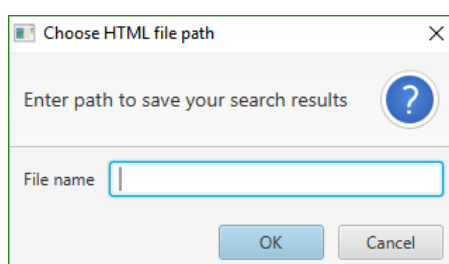 Choose HTML file path
Enter path to save your search results
?
File name
OK
Cancel